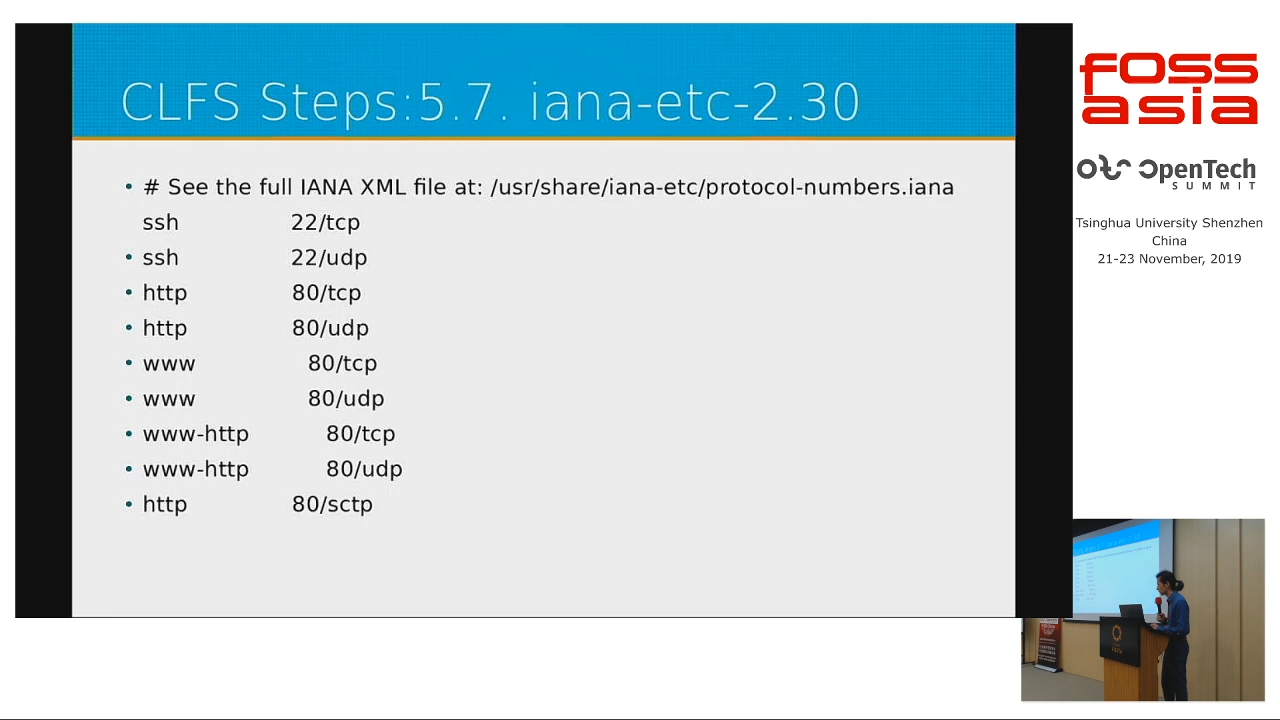 CLFS Steps:5.7. iana-etc-2.30
• # See the full IANA XML file at: /usr/share/iana-etc/protocol-numbers.iana
ssh 22/tcp
• ssh 22/udp
• http 80/tcp
• http 80/udp
• www 80/tcp
• www 80/udp
• www-http 80/tcp
• www-http 80/udp
• http 80/sctp
FOSS
asia
OTS OpenTech
SUMMIT
Tsinghua University Shenzhen
China
21-23 November, 2019